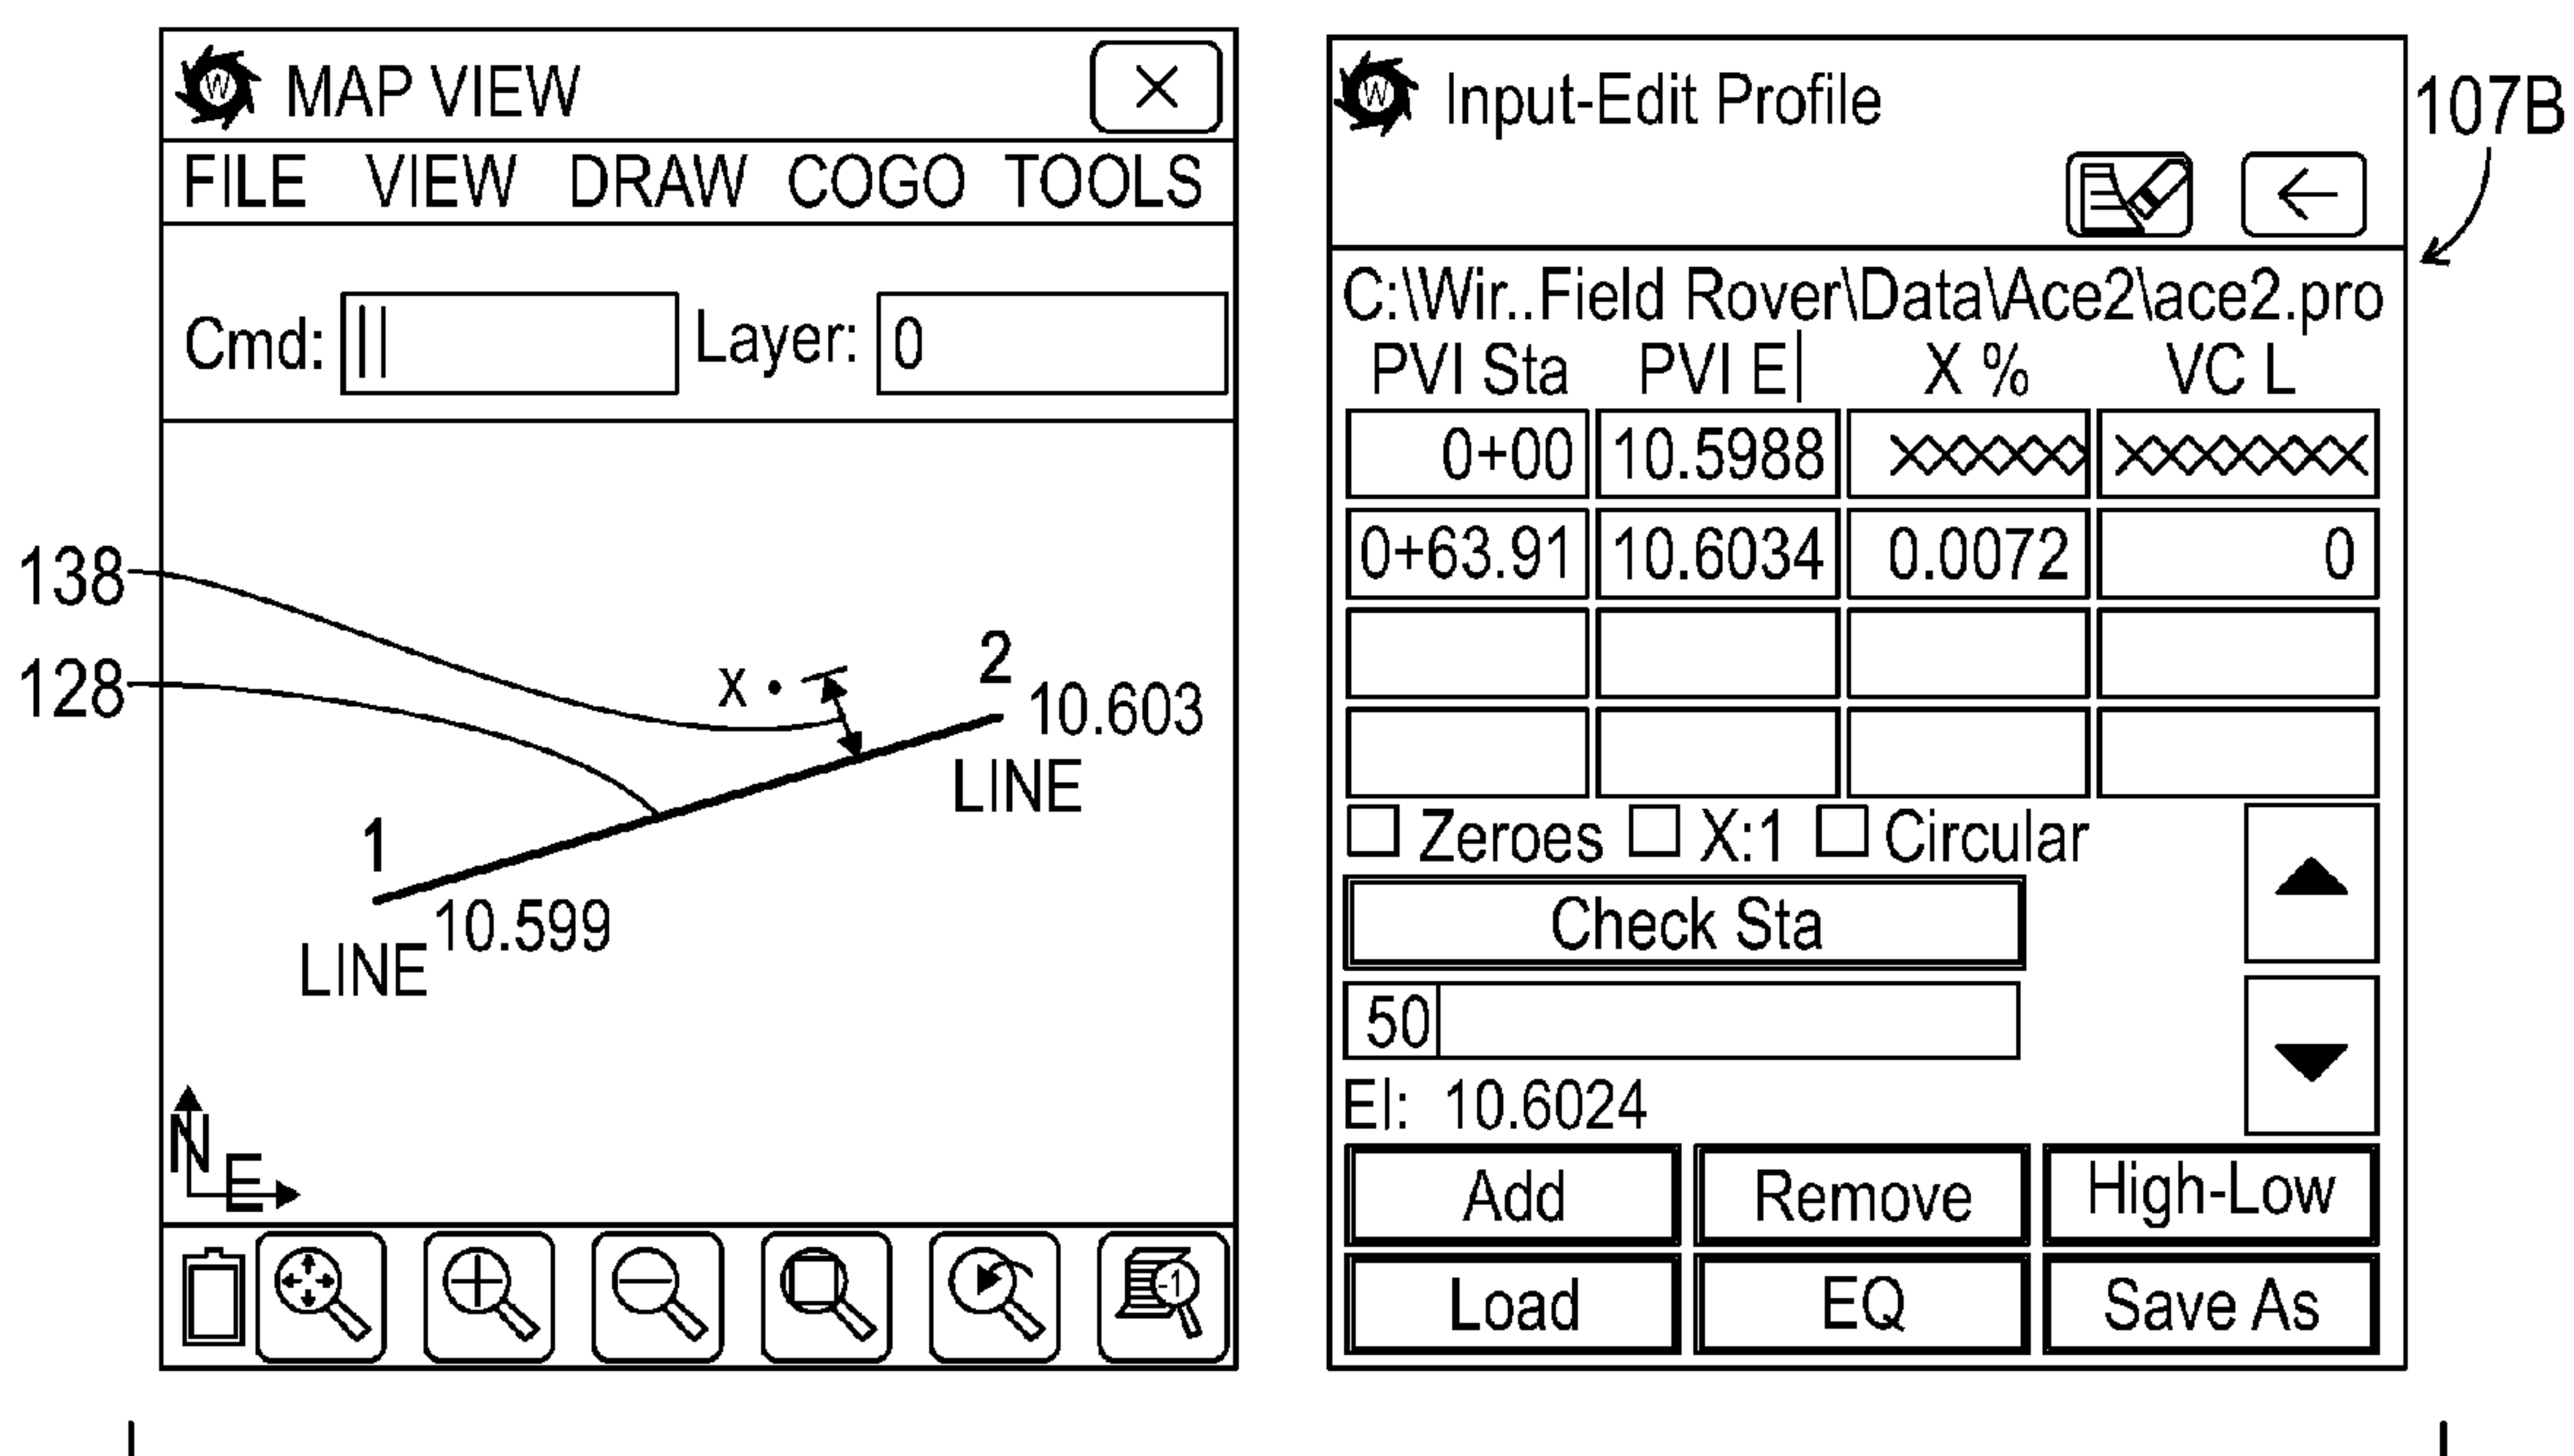 W MAP VIEW
FILE VIEW DRAW COGO TOOLS
Cmd: || Layer: 0
138
128
X
2
10.603
LINE
1
10.599
LINE
N
E
-1
W Input-Edit Profile
107B
C:\Wir..Field Rover\Data\Ace2\ace2.pro
PVI Sta PVI E| X % VC L
0+00 10.5988
0+63.91 10.6034 0.0072 0
Zeroes X:1 Circular
Check Sta
50
El: 10.6024
Add Remove High-Low
Load EQ Save As